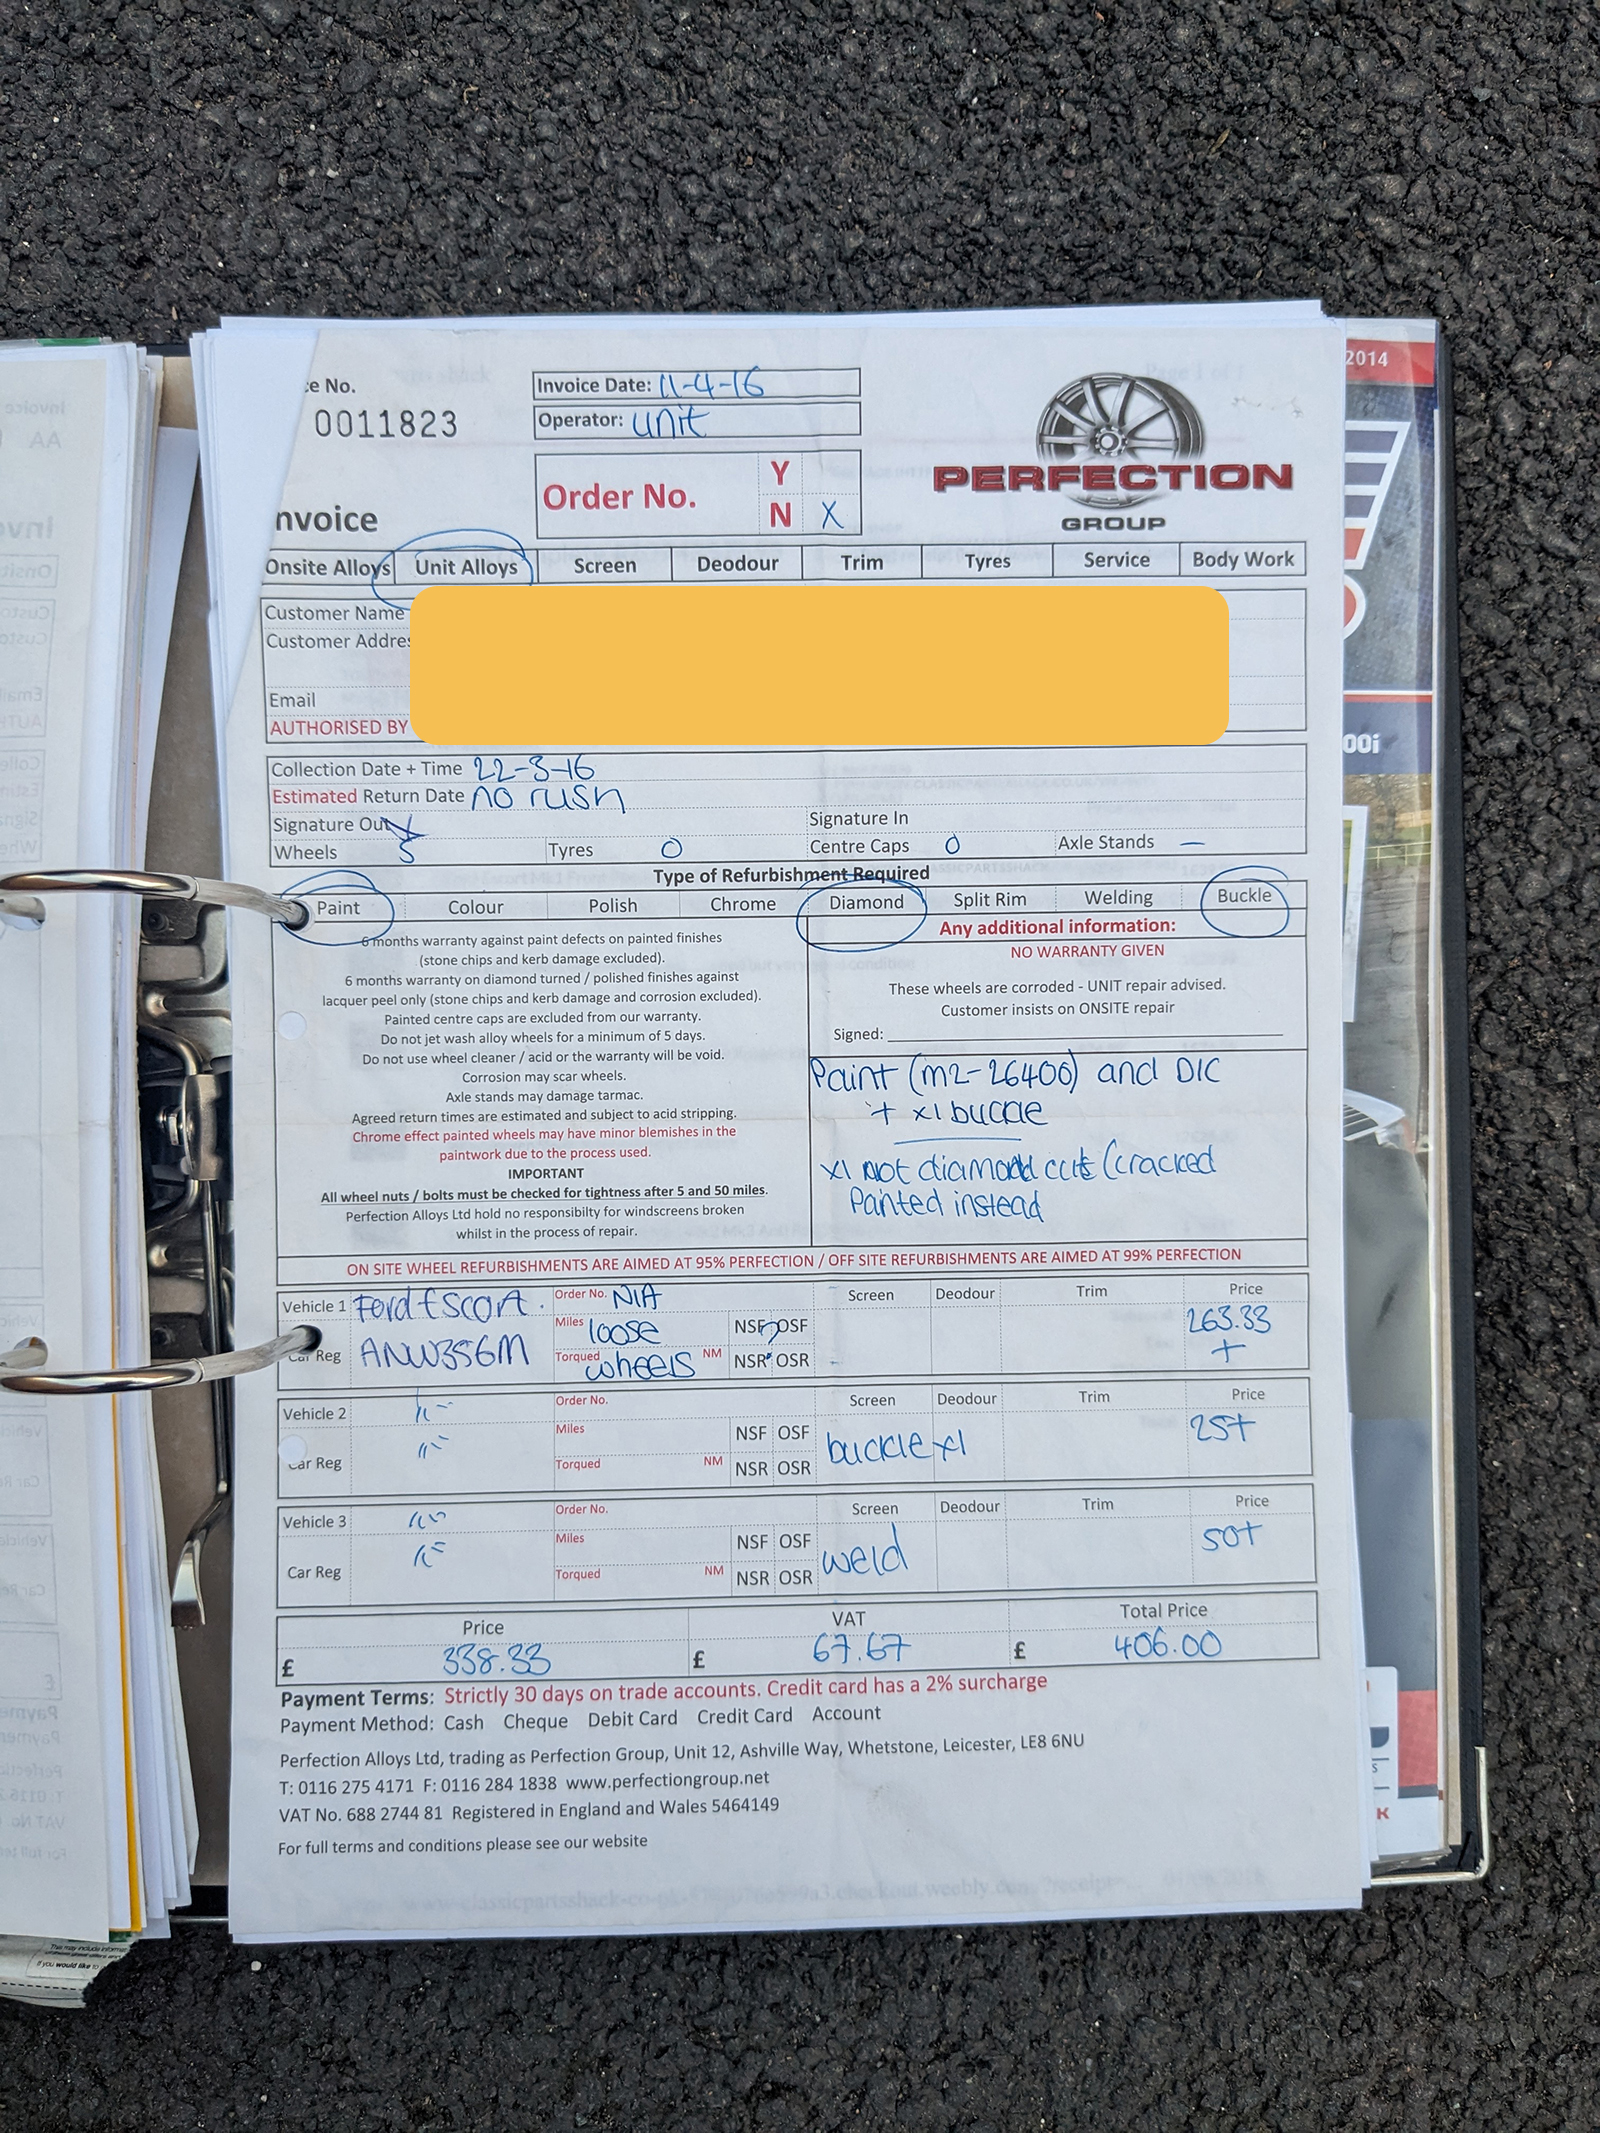 e No.
0011823
Invoice Date: 11-4-16
Operator: unit
Order No. Y
N X
nvoice
PERFECTION
GROUP
Onsite Alloys Unit Alloys Screen Deodour Trim Tyres Service Body Work
Customer Name
Customer Addre
Email
AUTHORISED BY
Collection Date + Time 22-3-16
Estimated Return Date no rush
Signature Out Signature In
Wheels 5 Tyres 0 Centre Caps 0 Axle Stands —
Type of Refurbishment Required
Paint Colour Polish Chrome Diamond Split Rim Welding Buckle
6 months warranty against paint defects on painted finishes
(stone chips and kerb damage excluded).
6 months warranty on diamond turned / polished finishes against
lacquer peel only (stone chips and kerb damage and corrosion excluded).
Painted centre caps are excluded from our warranty.
Do not jet wash alloy wheels for a minimum of 5 days.
Do not use wheel cleaner / acid or the warranty will be void.
Corrosion may scar wheels.
Axle stands may damage tarmac.
Agreed return times are estimated and subject to acid stripping.
Chrome effect painted wheels may have minor blemishes in the
paintwork due to the process used.
IMPORTANT
All wheel nuts / bolts must be checked for tightness after 5 and 50 miles.
Perfection Alloys Ltd hold no responsibilty for windscreens broken
whilst in the process of repair.
Any additional information:
NO WARRANTY GIVEN
These wheels are corroded - UNIT repair advised.
Customer insists on ONSITE repair
Signed:
Paint (m2-26400) and DIC
+ x1 buckle
x1 not diamond cut (cracked
Painted instead
ON SITE WHEEL REFURBISHMENTS ARE AIMED AT 95% PERFECTION / OFF SITE REFURBISHMENTS ARE AIMED AT 99% PERFECTION
Vehicle 1 Ford Escort. Order No. N/A Screen Deodour Trim Price
Miles loose NSF ? OSF 263.33
Car Reg ANW356M Torqued wheels NM NSR OSR +
Vehicle 2 Order No. Screen Deodour Trim Price
Miles NSF OSF buckle x1 25+
Car Reg Torqued NM NSR OSR
Vehicle 3 Order No. Screen Deodour Trim Price
Miles NSF OSF weld 50+
Car Reg Torqued NM NSR OSR
Price VAT Total Price
£ 338.33 £ 67.67 £ 406.00
Payment Terms: Strictly 30 days on trade accounts. Credit card has a 2% surcharge
Payment Method: Cash Cheque Debit Card Credit Card Account
Perfection Alloys Ltd, trading as Perfection Group, Unit 12, Ashville Way, Whetstone, Leicester, LE8 6NU
T: 0116 275 4171 F: 0116 284 1838 www.perfectiongroup.net
VAT No. 688 2744 81 Registered in England and Wales 5464149
For full terms and conditions please see our website
2014
00i
K